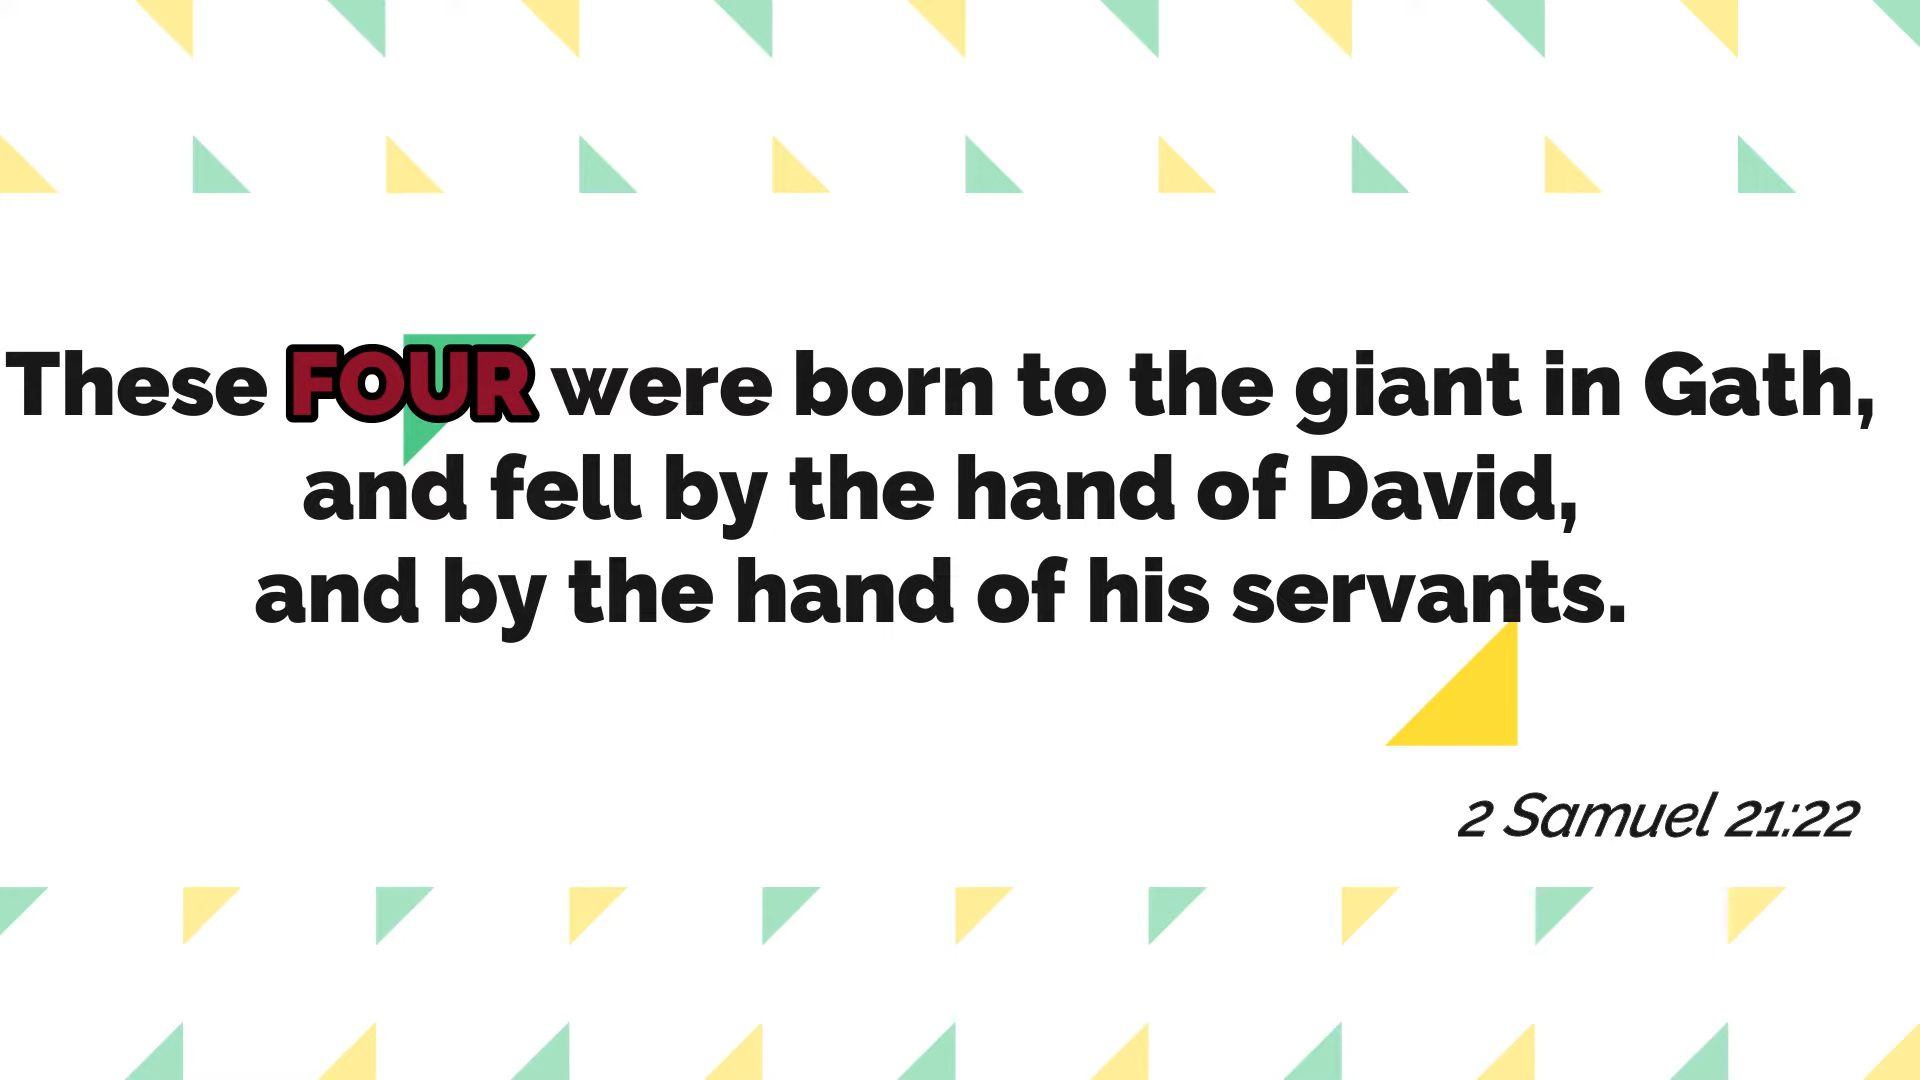 These FOUR were born to the giant in Gath,
and fell by the hand of David,
and by the hand of his servants.
2 Samuel 21:22